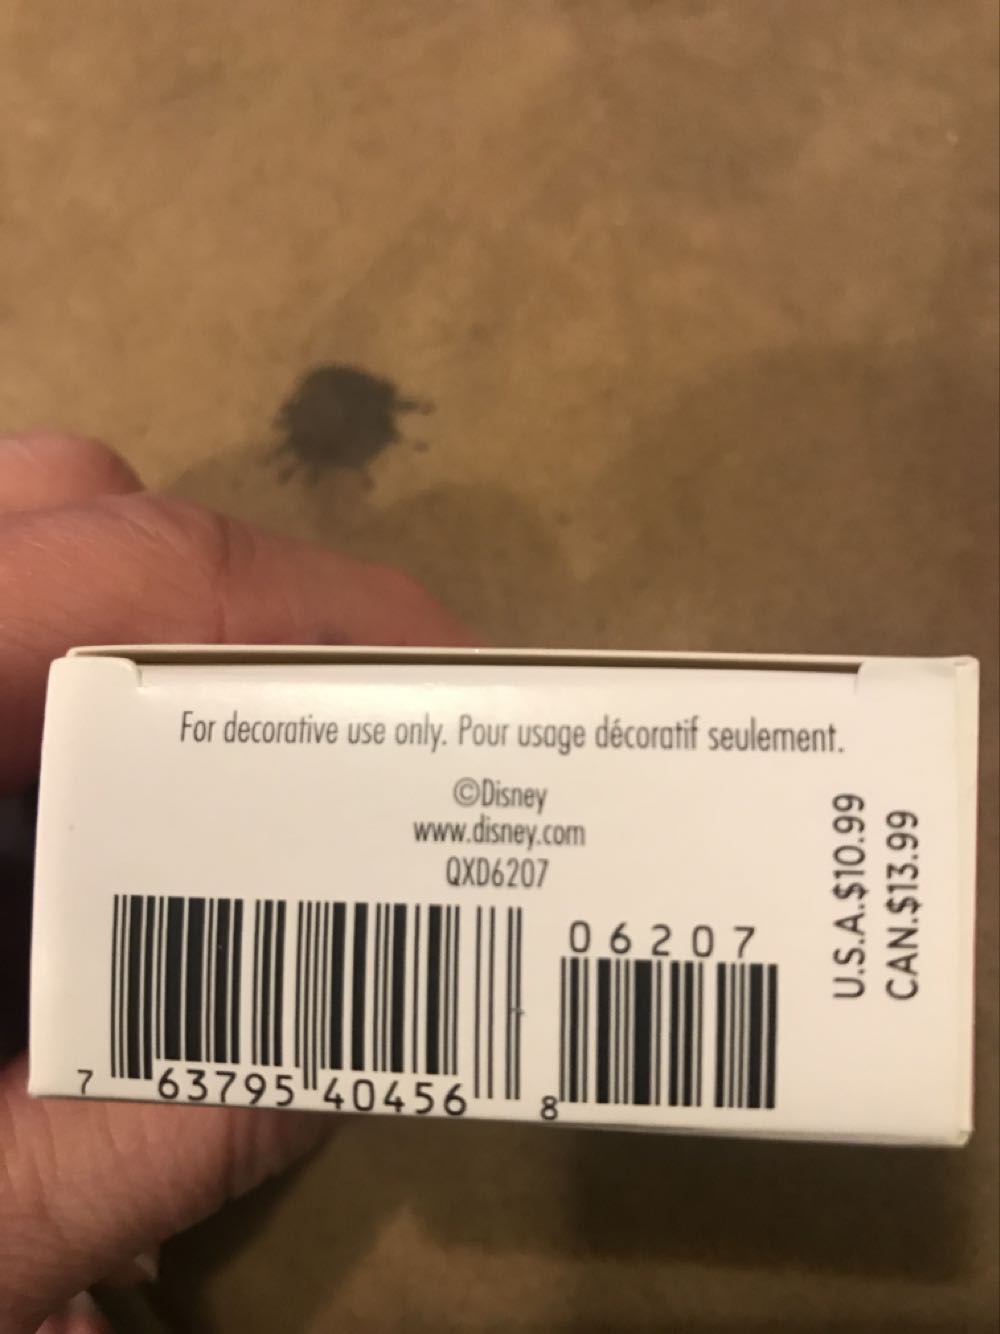 For decorative use only. Pour usage décoratif seulement.
©Disney
www.disney.com
QXD6207
U.S.A.$10.99
CAN.$13.99
06207
7 63795 40456 8